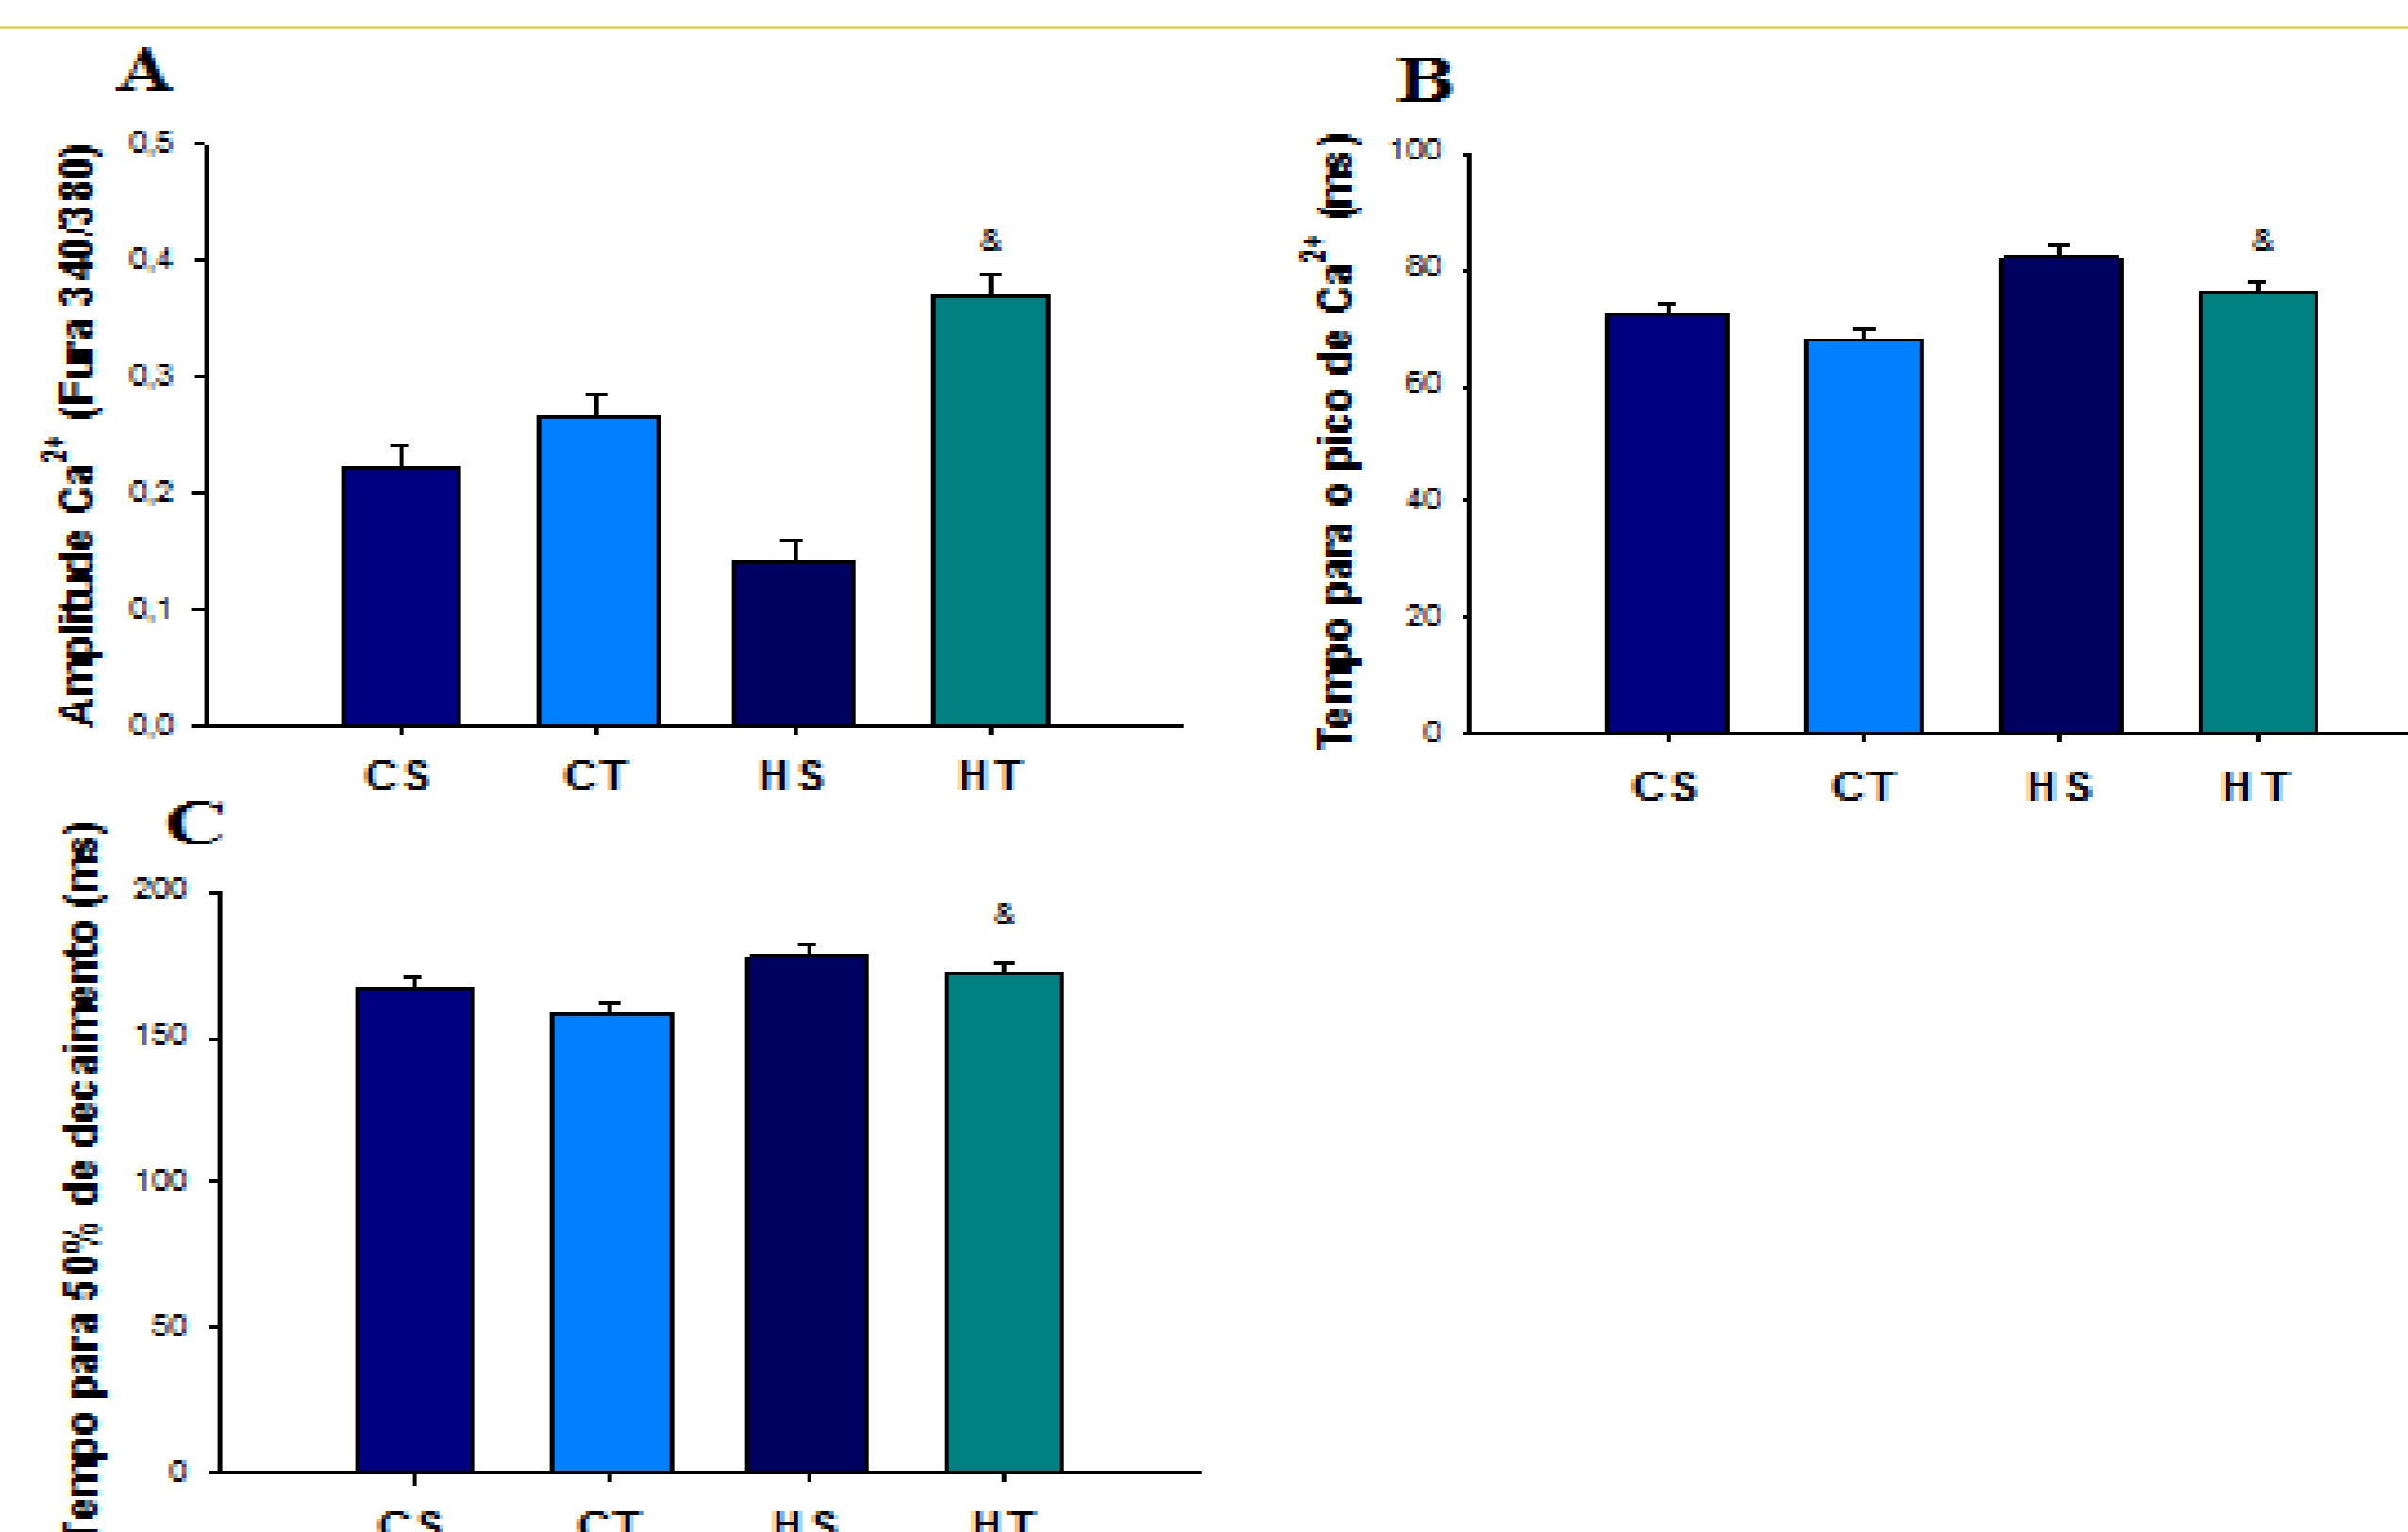 A
Amplitude Ca2+ (Fura 340/380)
0,5
0,4
0,3
0,2
0,1
0,0
&
CS CT HS HT
B
Tempo para o pico de Ca2+ (ms)
100
80
60
40
20
0
&
CS CT HS HT
C
Tempo para 50% de decaimento (ms)
200
150
100
50
0
&
CS CT HS HT